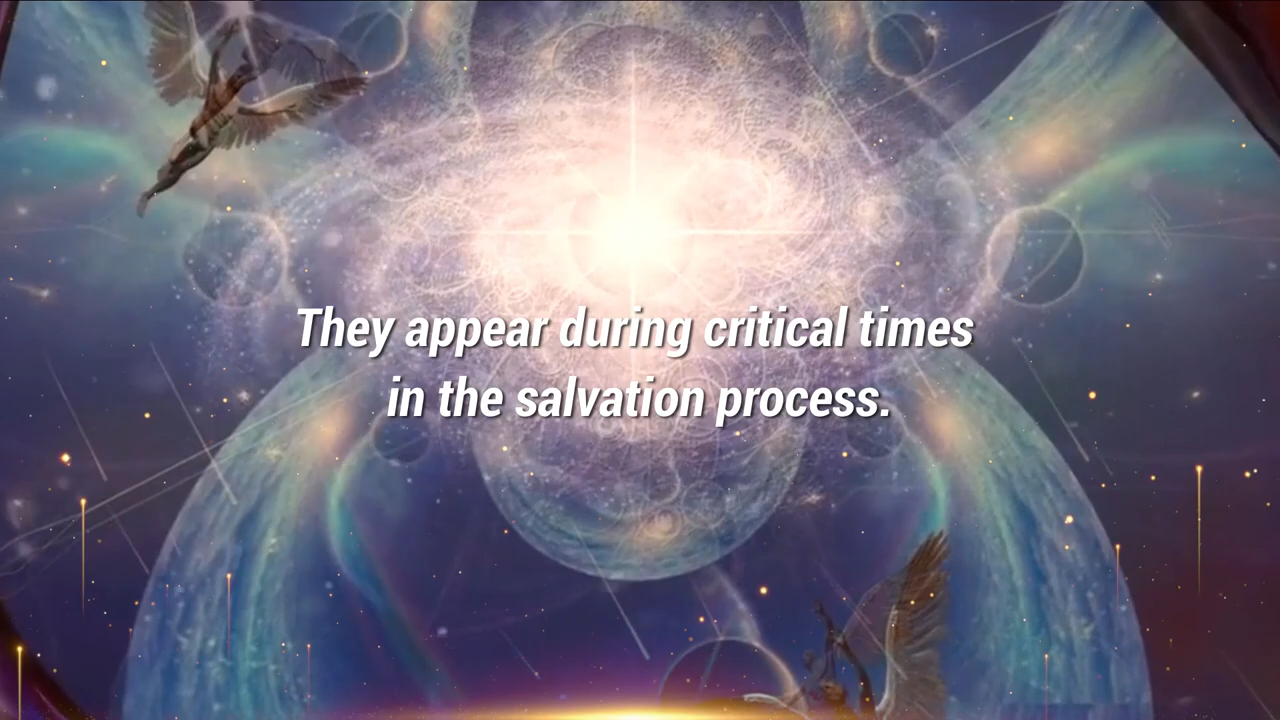 They appear during critical times
in the salvation process.